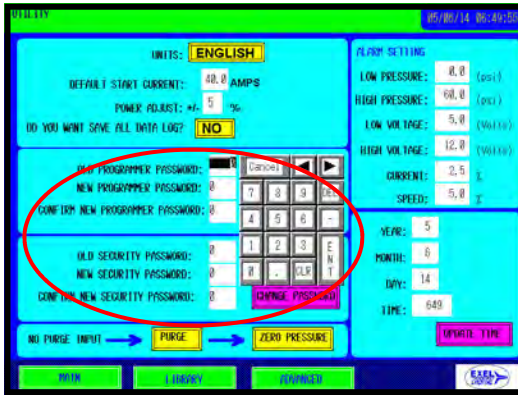 UTILITY
05/06/14 06:49:55
UNITS: ENGLISH
DEFAULT START CURRENT: 40.0 AMPS
POWER ADJUST: +/- 5 %
DO YOU WANT SAVE ALL DATA LOG? NO
OLD PROGRAMMER PASSWORD: 0
NEW PROGRAMMER PASSWORD: 0
CONFIRM NEW PROGRAMMER PASSWORD: 0
Cancel
7 8 9 DEL
4 5 6 -
1 2 3 ENT
0 . CLR
OLD SECURITY PASSWORD: 0
NEW SECURITY PASSWORD: 0
CONFIRM NEW SECURITY PASSWORD: 0
CHANGE PASSWORD
NO PURGE INPUT PURGE ZERO PRESSURE
ALARM SETTING
LOW PRESSURE: 0.0 (psi)
HIGH PRESSURE: 60.0 (psi)
LOW VOLTAGE: 5.0 (Volts)
HIGH VOLTAGE: 12.0 (Volts)
CURRENT: 2.5 %
SPEED: 5.0 %
YEAR: 5
MONTH: 6
DAY: 14
TIME: 649
UPDATE TIME
MAIN LIBRARY ADVANCED